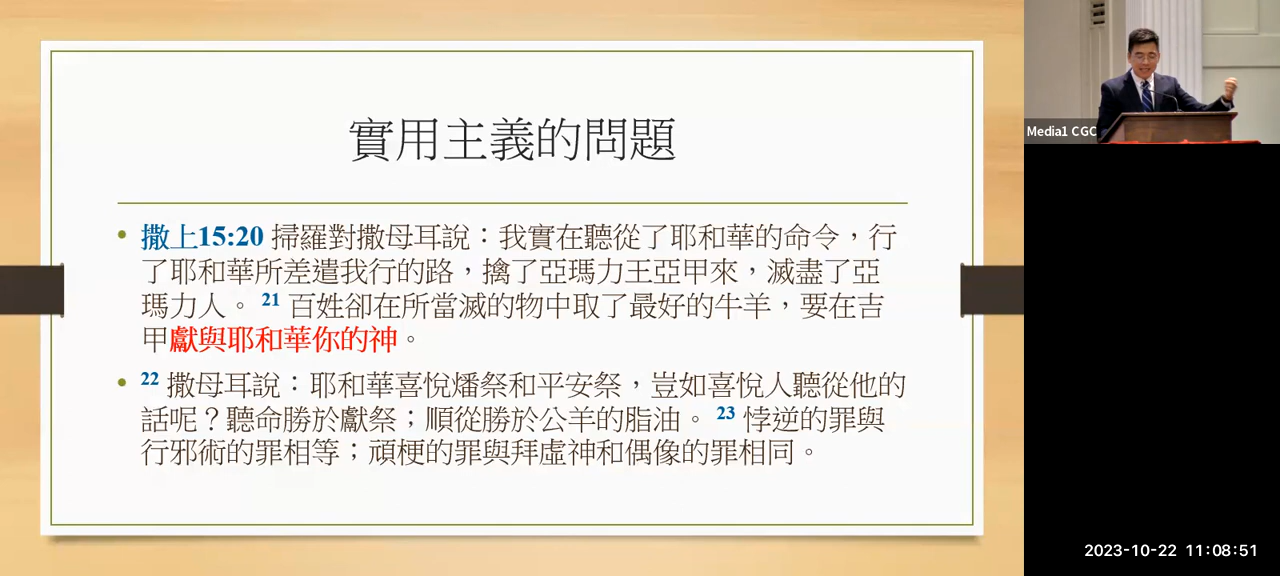 實用主義的問題
• 撒上15:20 掃羅對撒母耳說：我實在聽從了耶和華的命令，行
了耶和華所差遣我行的路，擒了亞瑪力王亞甲來，滅盡了亞
瑪力人。 21 百姓卻在所當滅的物中取了最好的牛羊，要在吉
甲獻與耶和華你的神。
• 22 撒母耳說：耶和華喜悅燔祭和平安祭，豈如喜悅人聽從他的
話呢？聽命勝於獻祭；順從勝於公羊的脂油。 23 悖逆的罪與
行邪術的罪相等；頑梗的罪與拜虛神和偶像的罪相同。
Media1 CGC
2023-10-22 11:08:51